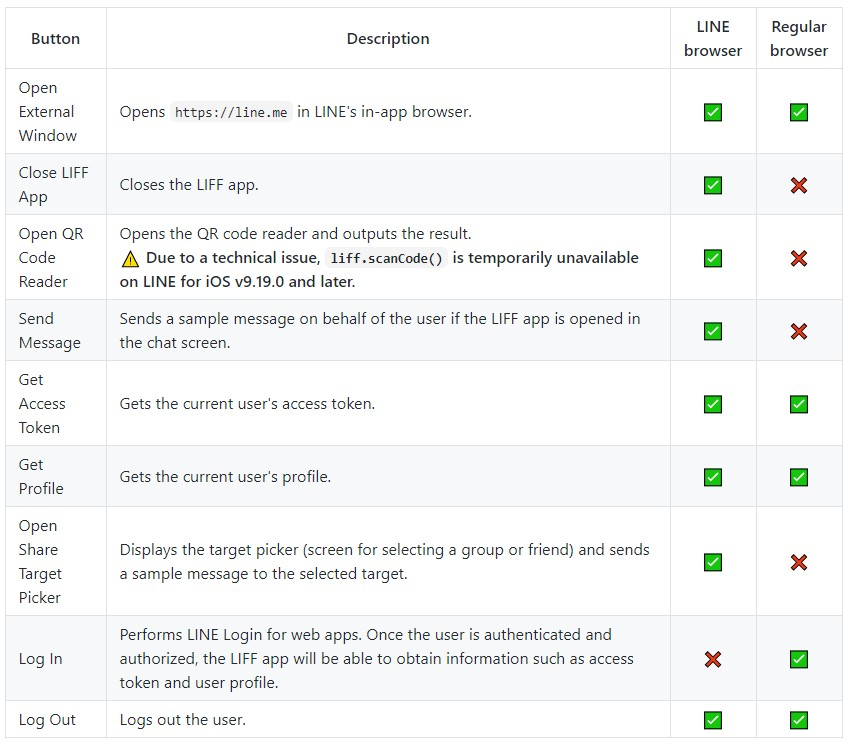 Button Description LINE browser Regular browser
Open External Window Opens https://line.me in LINE's in-app browser. ✅ ✅
Close LIFF App Closes the LIFF app. ✅ ❌
Open QR Code Reader Opens the QR code reader and outputs the result.
⚠ Due to a technical issue, liff.scanCode() is temporarily unavailable
on LINE for iOS v9.19.0 and later. ✅ ❌
Send Message Sends a sample message on behalf of the user if the LIFF app is opened in
the chat screen. ✅ ❌
Get Access Token Gets the current user's access token. ✅ ✅
Get Profile Gets the current user's profile. ✅ ✅
Open Share Target Picker Displays the target picker (screen for selecting a group or friend) and sends
a sample message to the selected target. ✅ ❌
Log In Performs LINE Login for web apps. Once the user is authenticated and
authorized, the LIFF app will be able to obtain information such as access
token and user profile. ❌ ✅
Log Out Logs out the user. ✅ ✅